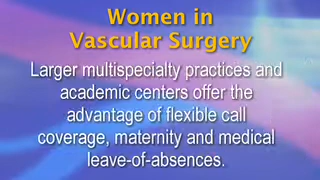 Women in
Vascular Surgery
Larger multispecialty practices and
academic centers offer the
advantage of flexible call
coverage, maternity and medical
leave-of-absences.